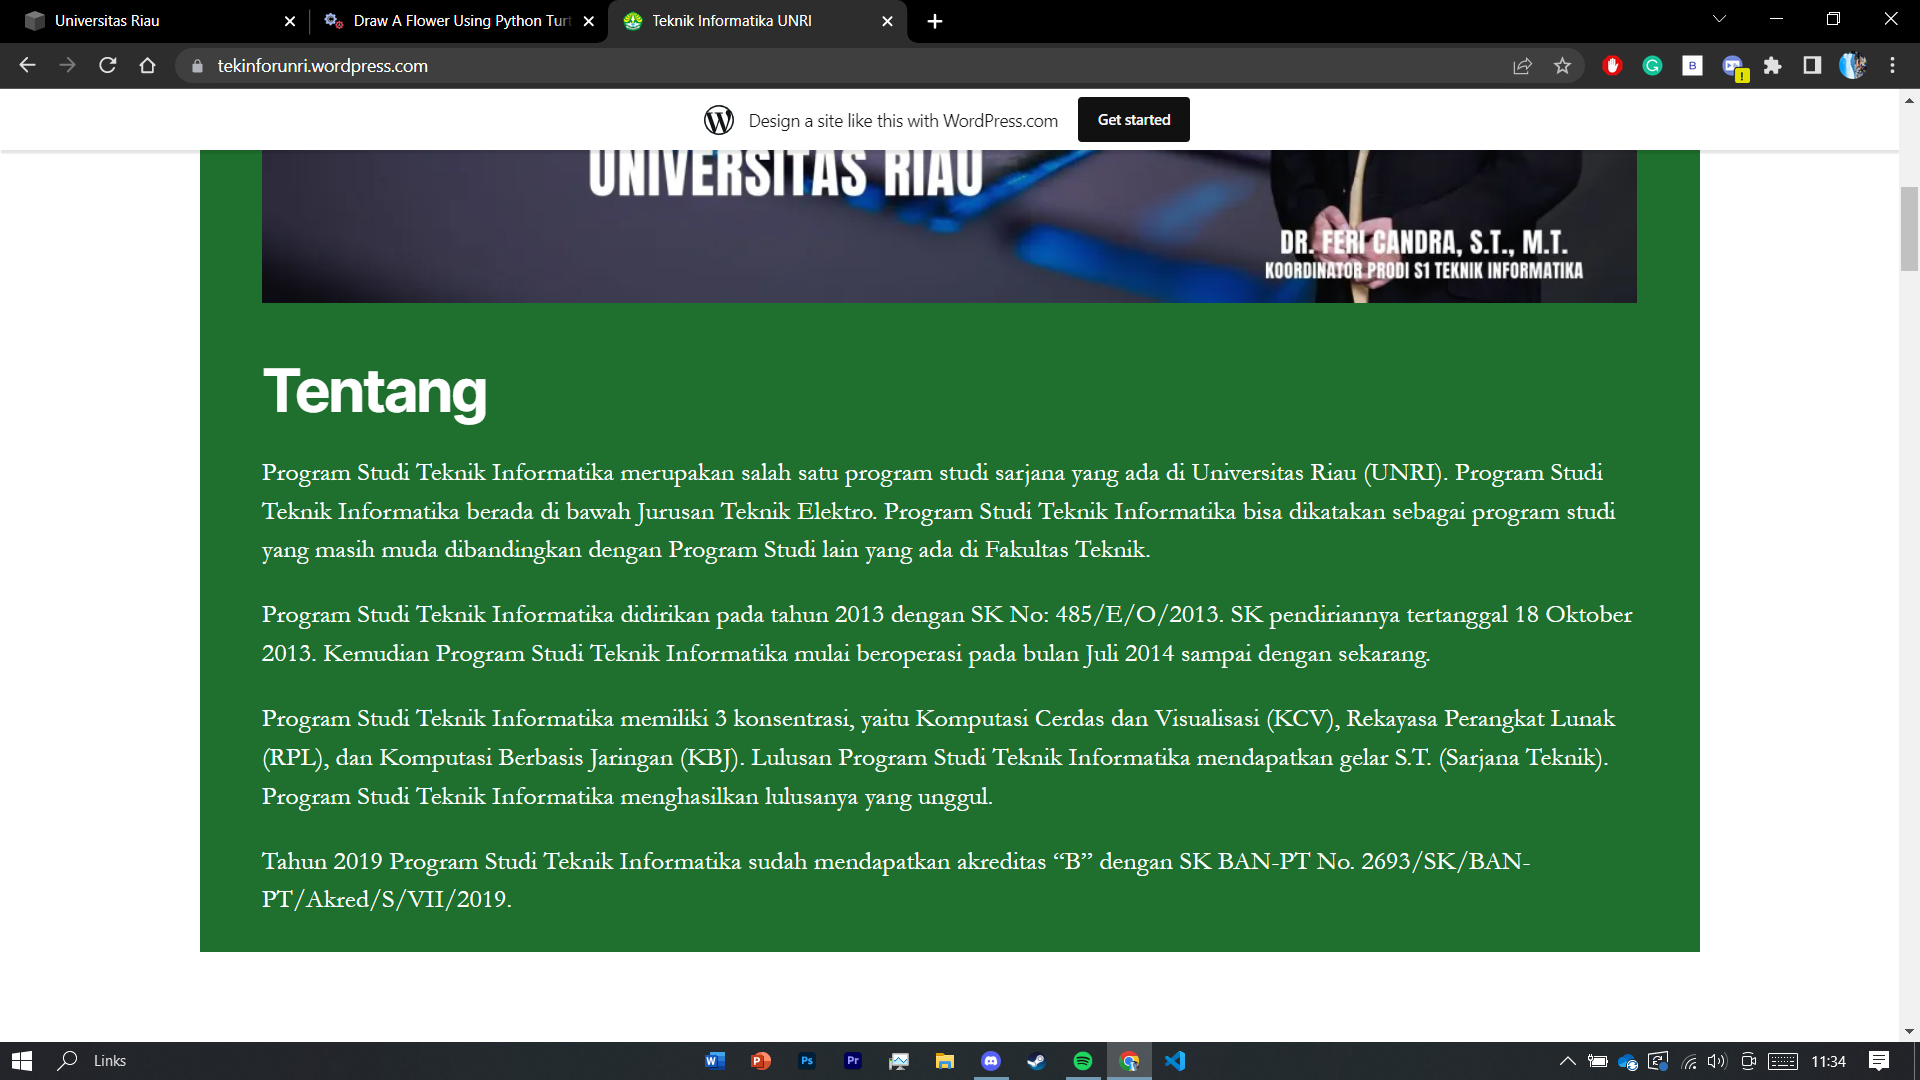 Universitas Riau
Draw A Flower Using Python Turt
Teknik Informatika UNRI
tekinforunri.wordpress.com
Design a site like this with WordPress.com
Get started
UNIVERSITAS RIAU
DR. FERI CANDRA, S.T., M.T.
KOORDINATOR PRODI S1 TEKNIK INFORMATIKA
Tentang
Program Studi Teknik Informatika merupakan salah satu program studi sarjana yang ada di Universitas Riau (UNRI). Program Studi
Teknik Informatika berada di bawah Jurusan Teknik Elektro. Program Studi Teknik Informatika bisa dikatakan sebagai program studi
yang masih muda dibandingkan dengan Program Studi lain yang ada di Fakultas Teknik.
Program Studi Teknik Informatika didirikan pada tahun 2013 dengan SK No: 485/E/O/2013. SK pendiriannya tertanggal 18 Oktober
2013. Kemudian Program Studi Teknik Informatika mulai beroperasi pada bulan Juli 2014 sampai dengan sekarang.
Program Studi Teknik Informatika memiliki 3 konsentrasi, yaitu Komputasi Cerdas dan Visualisasi (KCV), Rekayasa Perangkat Lunak
(RPL), dan Komputasi Berbasis Jaringan (KBJ). Lulusan Program Studi Teknik Informatika mendapatkan gelar S.T. (Sarjana Teknik).
Program Studi Teknik Informatika menghasilkan lulusanya yang unggul.
Tahun 2019 Program Studi Teknik Informatika sudah mendapatkan akreditas “B” dengan SK BAN-PT No. 2693/SK/BAN-
PT/Akred/S/VII/2019.
Links
11:34